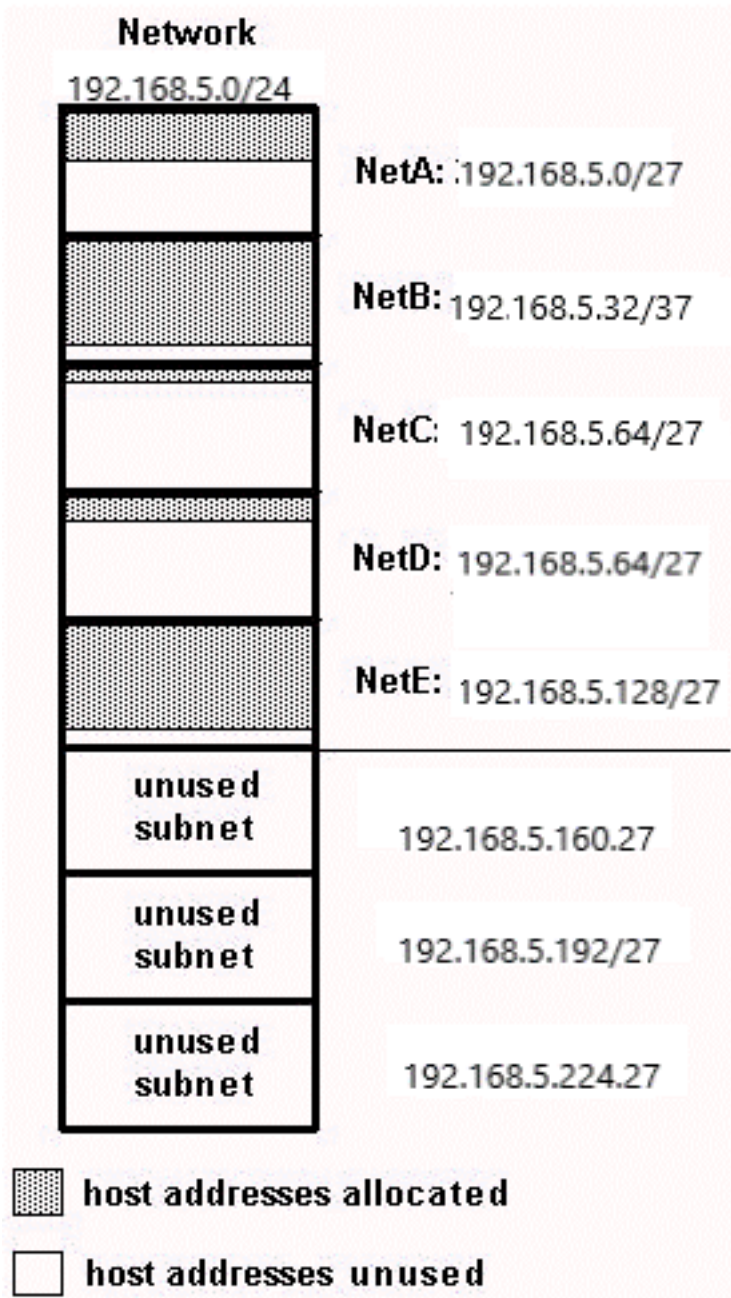 Network
192.168.5.0/24
NetA: 192.168.5.0/27
NetB: 192.168.5.32/37
NetC: 192.168.5.64/27
NetD: 192.168.5.64/27
NetE: 192.168.5.128/27
unused
subnet
192.168.5.160.27
unused
subnet
192.168.5.192/27
unused
subnet
192.168.5.224.27
host addresses allocated
host addresses unused